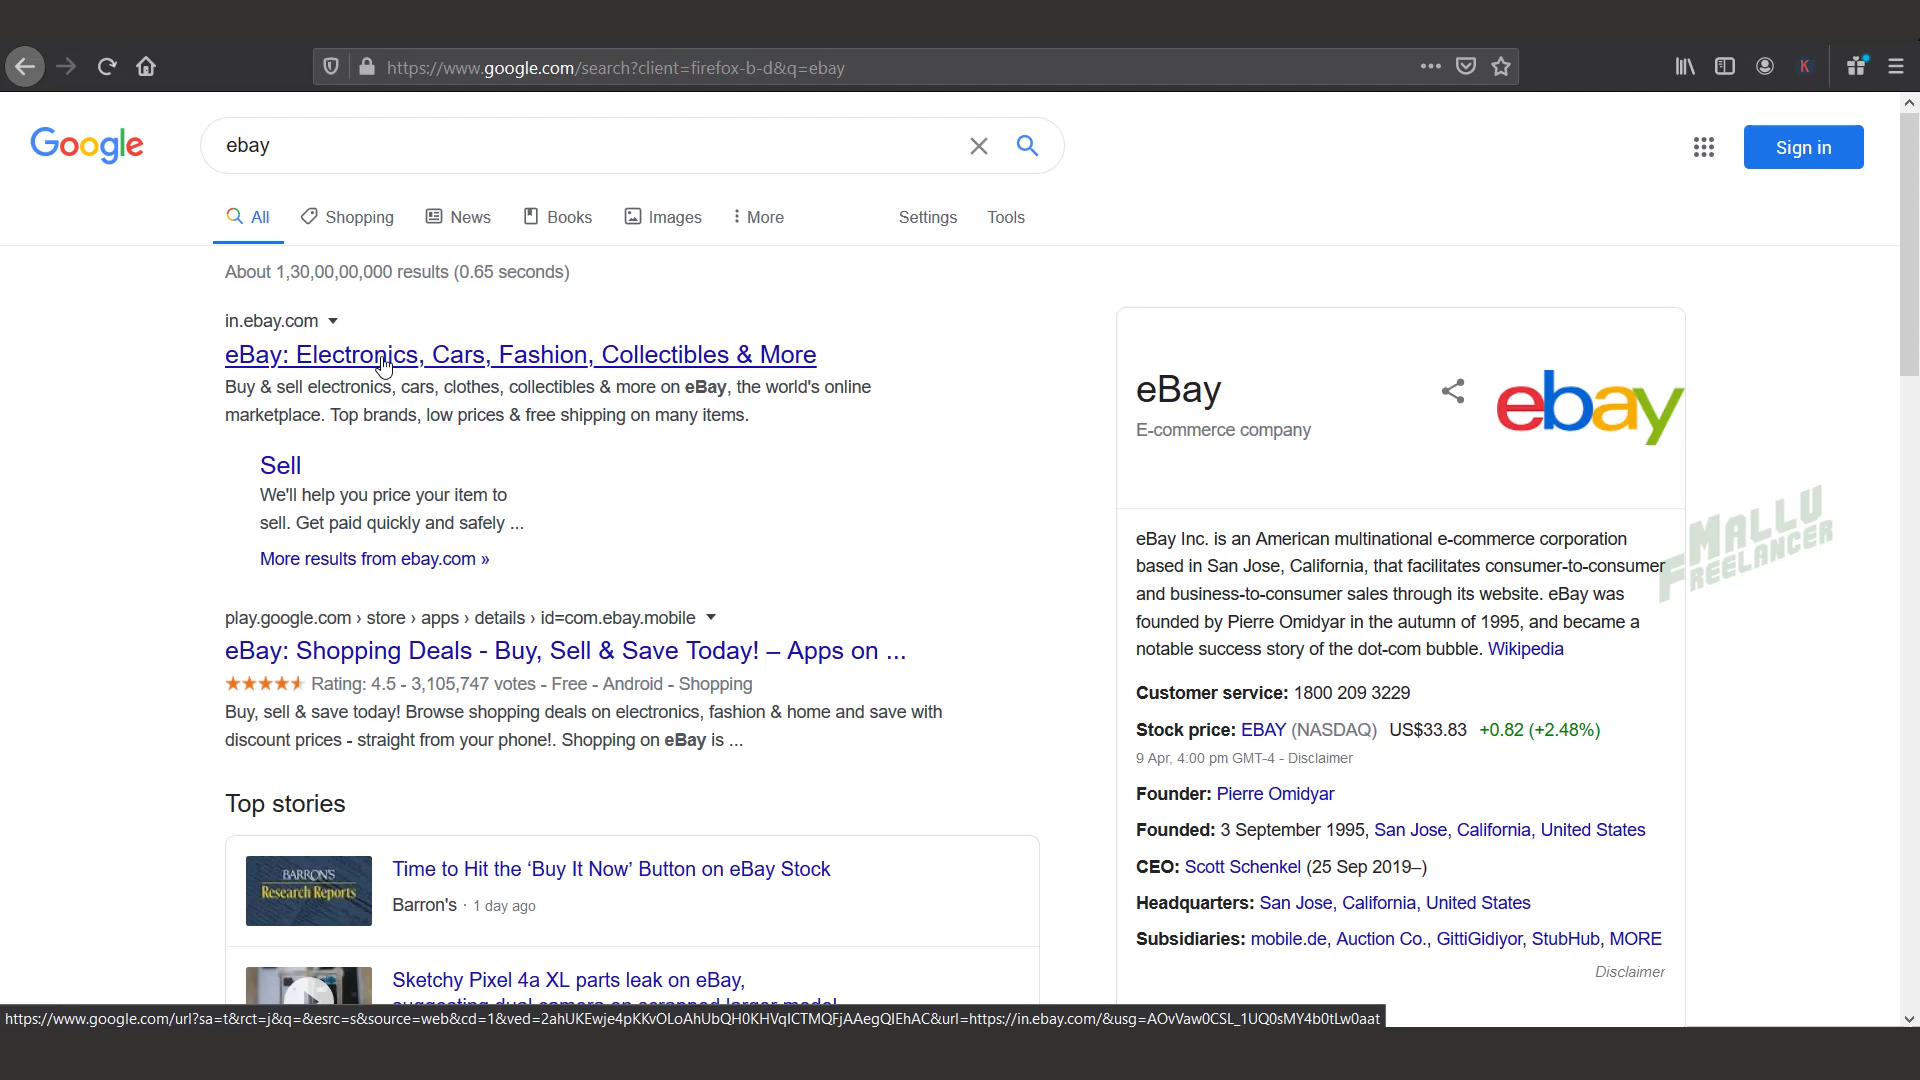 https://www.google.com/search?client=firefox-b-d&q=ebay
K
Google
ebay
Sign in
All
Shopping
News
Books
Images
More
Settings
Tools
About 1,30,00,00,000 results (0.65 seconds)
in.ebay.com
eBay: Electronics, Cars, Fashion, Collectibles & More
Buy & sell electronics, cars, clothes, collectibles & more on eBay, the world's online
marketplace. Top brands, low prices & free shipping on many items.
Sell
We'll help you price your item to
sell. Get paid quickly and safely ...
More results from ebay.com »
play.google.com › store › apps › details › id=com.ebay.mobile
eBay: Shopping Deals - Buy, Sell & Save Today! – Apps on ...
Rating: 4.5 - 3,105,747 votes - Free - Android - Shopping
Buy, sell & save today! Browse shopping deals on electronics, fashion & home and save with
discount prices - straight from your phone!. Shopping on eBay is ...
Top stories
BARRON'S
Research Reports
Time to Hit the ‘Buy It Now’ Button on eBay Stock
Barron's · 1 day ago
Sketchy Pixel 4a XL parts leak on eBay,
suggesting dual camera on scrapped larger model
eBay
E-commerce company
ebay
eBay Inc. is an American multinational e-commerce corporation
based in San Jose, California, that facilitates consumer-to-consumer
and business-to-consumer sales through its website. eBay was
founded by Pierre Omidyar in the autumn of 1995, and became a
notable success story of the dot-com bubble. Wikipedia
Customer service: 1800 209 3229
Stock price: EBAY (NASDAQ) US$33.83 +0.82 (+2.48%)
9 Apr, 4:00 pm GMT-4 - Disclaimer
Founder: Pierre Omidyar
Founded: 3 September 1995, San Jose, California, United States
CEO: Scott Schenkel (25 Sep 2019–)
Headquarters: San Jose, California, United States
Subsidiaries: mobile.de, Auction Co., GittiGidiyor, StubHub, MORE
Disclaimer
MALLU
FREELANCER
https://www.google.com/url?sa=t&rct=j&q=&esrc=s&source=web&cd=1&ved=2ahUKEwje4pKKvOLoAhUbQH0KHVqICTMQFjAAegQIEhAC&url=https://in.ebay.com/&usg=AOvVaw0CSL_1UQ0sMY4b0tLw0aat